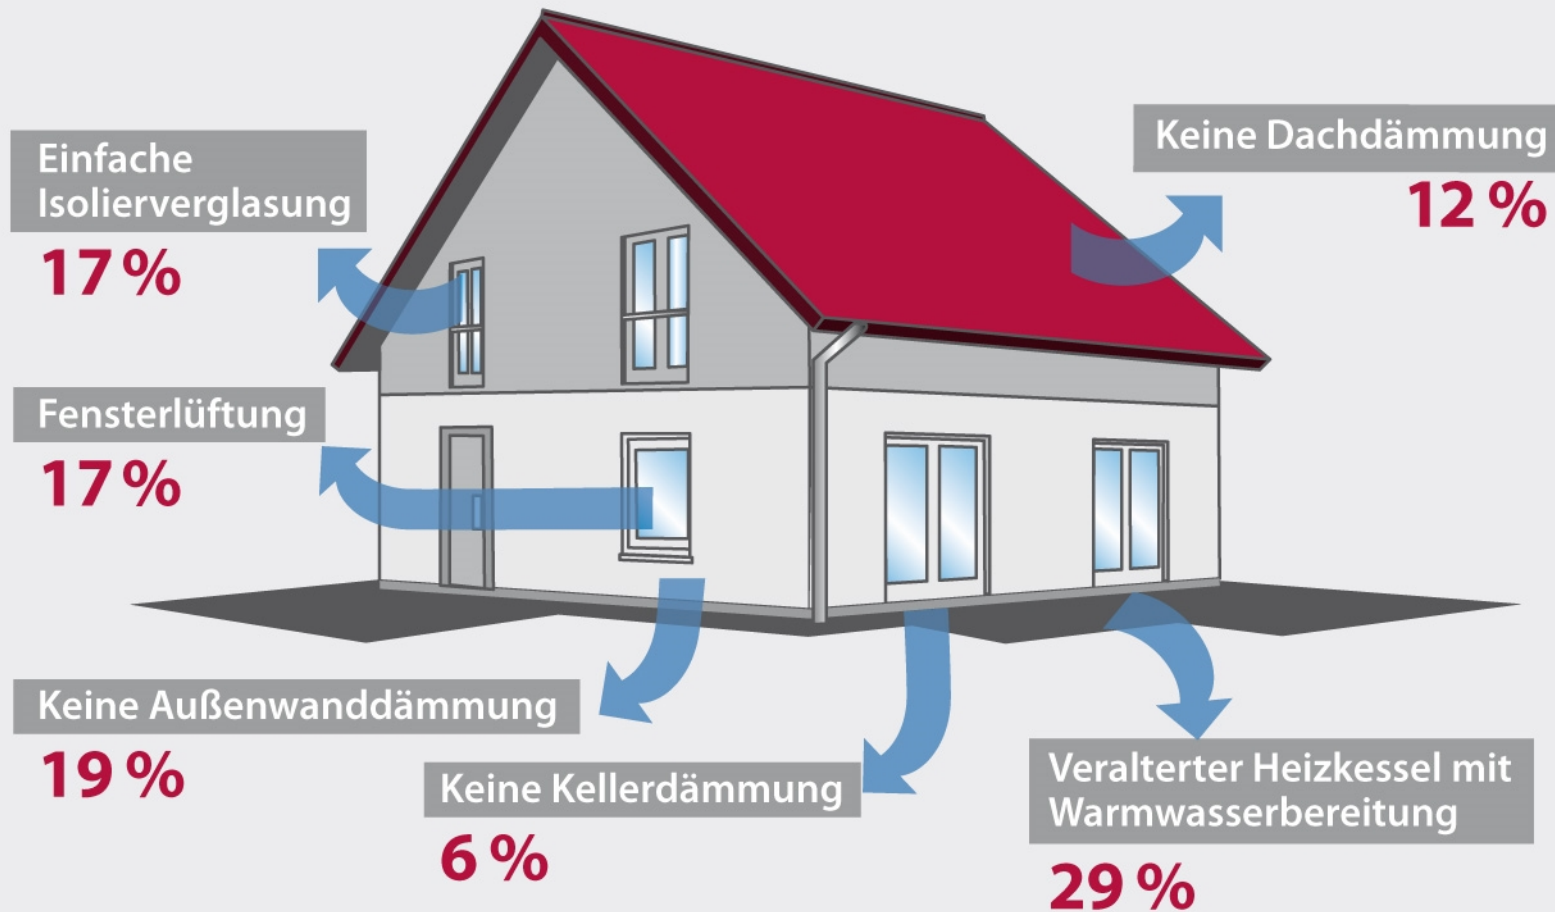 Einfache
Isolierverglasung
17 %
Keine Dachdämmung
12 %
Fensterlüftung
17 %
Keine Außenwanddämmung
19 %
Keine Kellerdämmung
6 %
Veralterter Heizkessel mit
Warmwasserbereitung
29 %